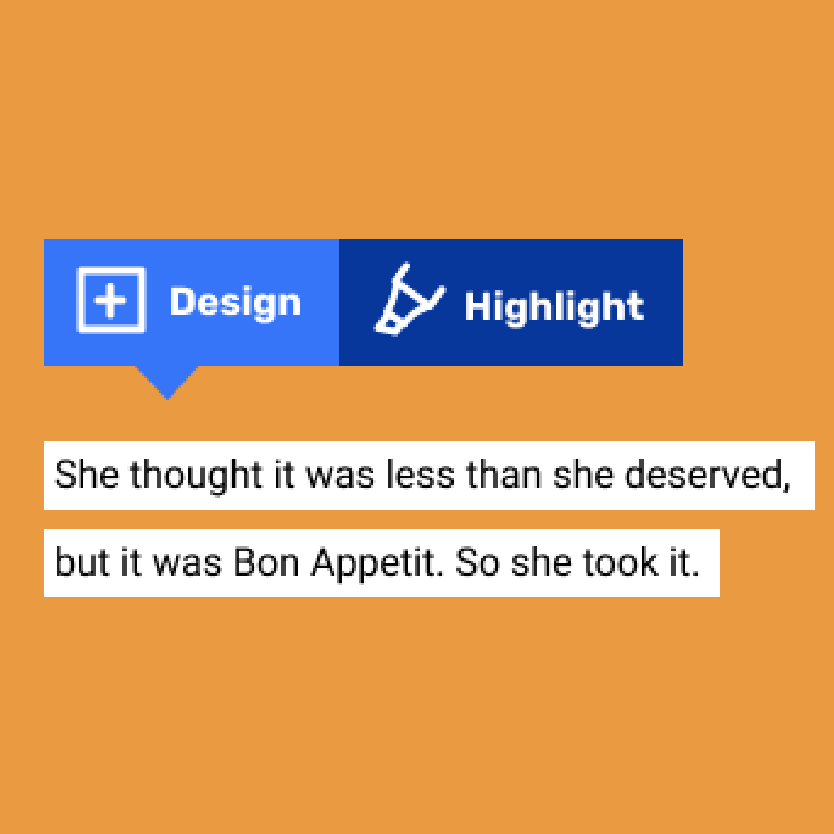 Design Highlight
She thought it was less than she deserved,
but it was Bon Appetit. So she took it.